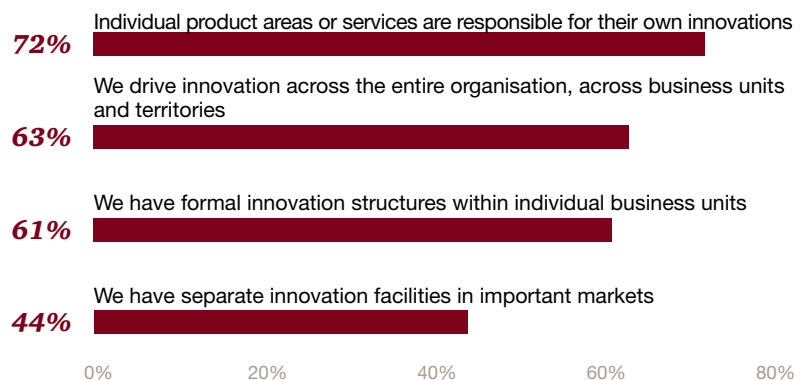 Individual product areas or services are responsible for their own innovations
72%
We drive innovation across the entire organisation, across business units
and territories
63%
We have formal innovation structures within individual business units
61%
We have separate innovation facilities in important markets
44%
0% 20% 40% 60% 80%